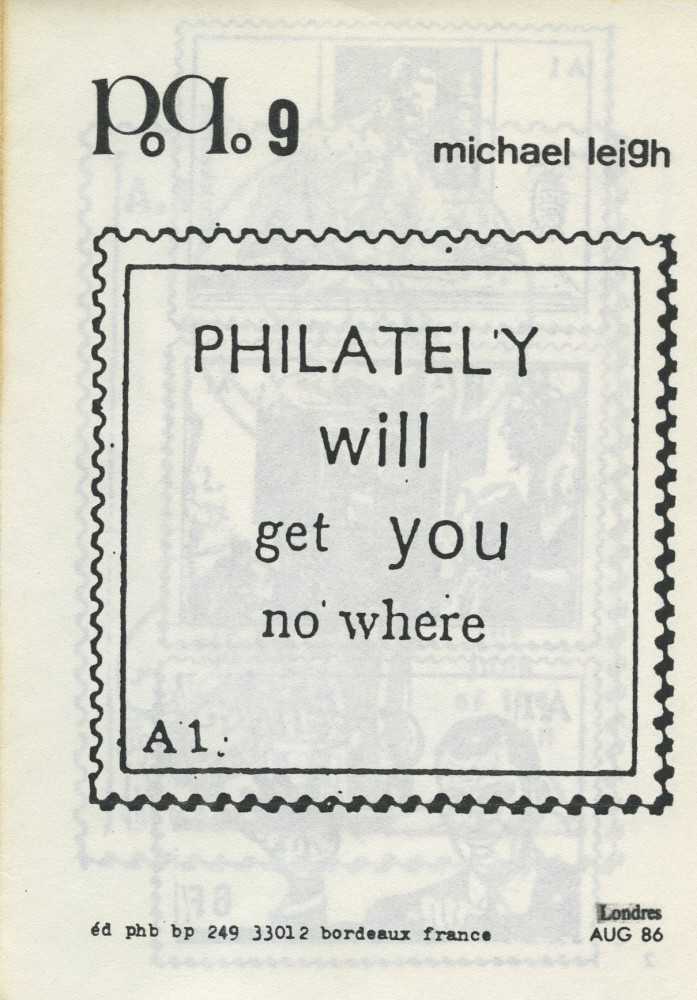 p.q. 9
michael leigh
PHILATELY
will
get you
no where
A1.
éd phb bp 249 33012 bordeaux france
Londres
AUG 86